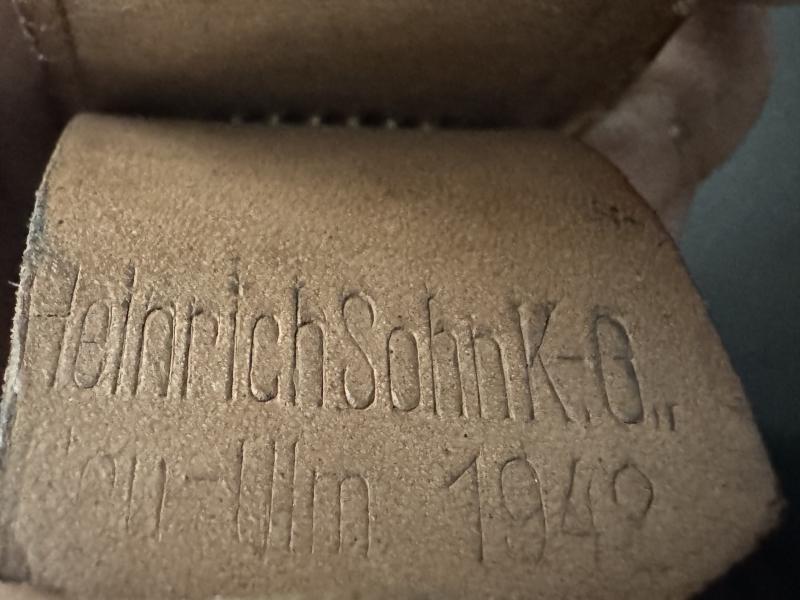 Heinrich Sohn K.-G.,,
Neu-Ulm 1942